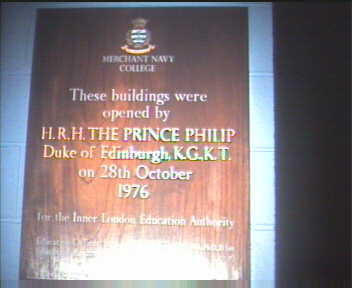 MERCHANT NAVY
COLLEGE
These buildings were
opened by
H.R.H. THE PRINCE PHILIP
Duke of Edinburgh, K.G., K.T.
on 28th October
1976
for the Inner London Education Authority